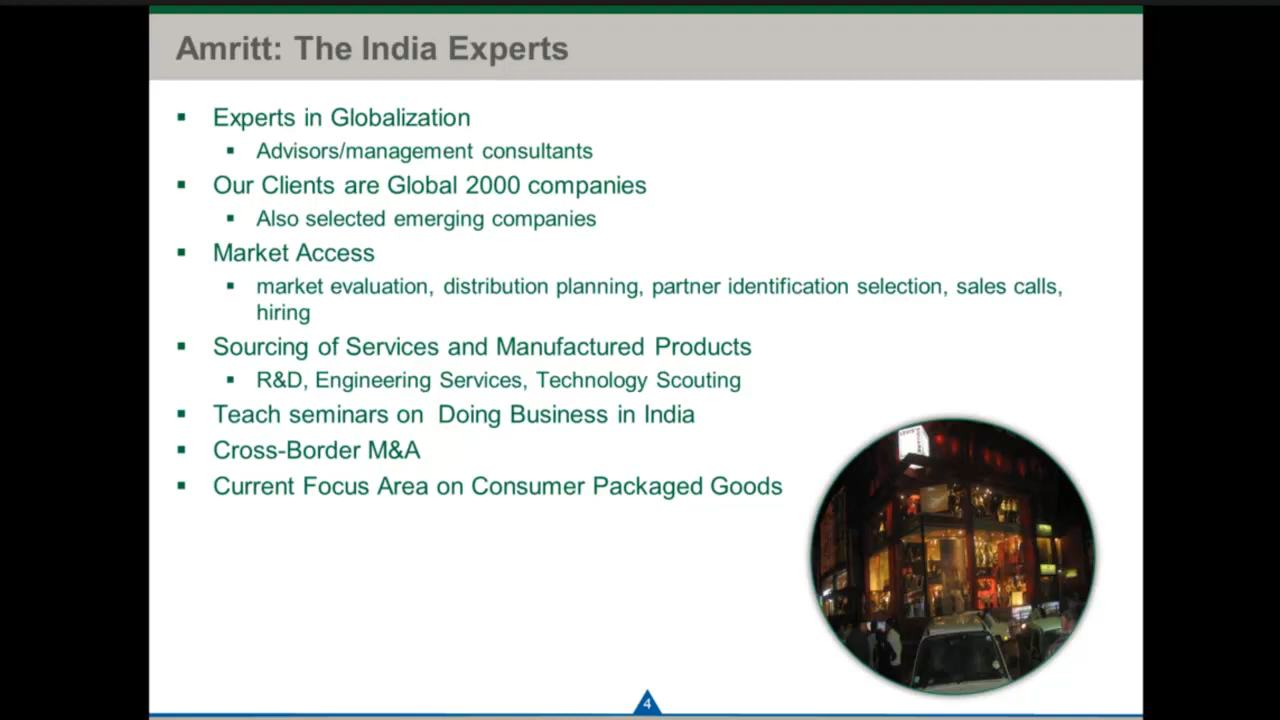 Amritt: The India Experts
Experts in Globalization
Advisors/management consultants
Our Clients are Global 2000 companies
Also selected emerging companies
Market Access
market evaluation, distribution planning, partner identification selection, sales calls,
hiring
Sourcing of Services and Manufactured Products
R&D, Engineering Services, Technology Scouting
Teach seminars on Doing Business in India
Cross-Border M&A
Current Focus Area on Consumer Packaged Goods
4